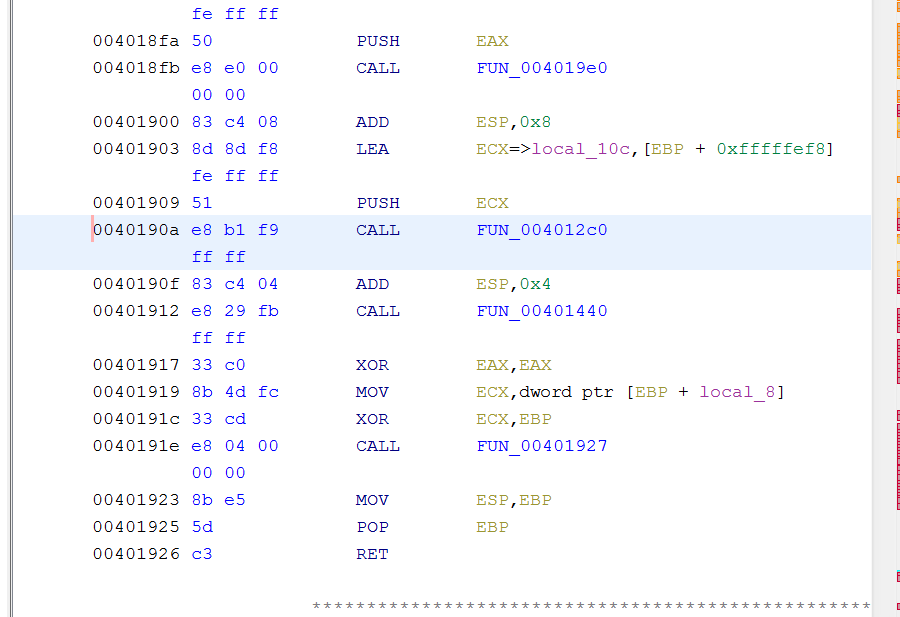 fe ff ff
004018fa 50 PUSH EAX
004018fb e8 e0 00 CALL FUN_004019e0
00 00
00401900 83 c4 08 ADD ESP,0x8
00401903 8d 8d f8 LEA ECX=>local_10c,[EBP + 0xfffffef8]
fe ff ff
00401909 51 PUSH ECX
0040190a e8 b1 f9 CALL FUN_004012c0
ff ff
0040190f 83 c4 04 ADD ESP,0x4
00401912 e8 29 fb CALL FUN_00401440
ff ff
00401917 33 c0 XOR EAX,EAX
00401919 8b 4d fc MOV ECX,dword ptr [EBP + local_8]
0040191c 33 cd XOR ECX,EBP
0040191e e8 04 00 CALL FUN_00401927
00 00
00401923 8b e5 MOV ESP,EBP
00401925 5d POP EBP
00401926 c3 RET
***************************************************